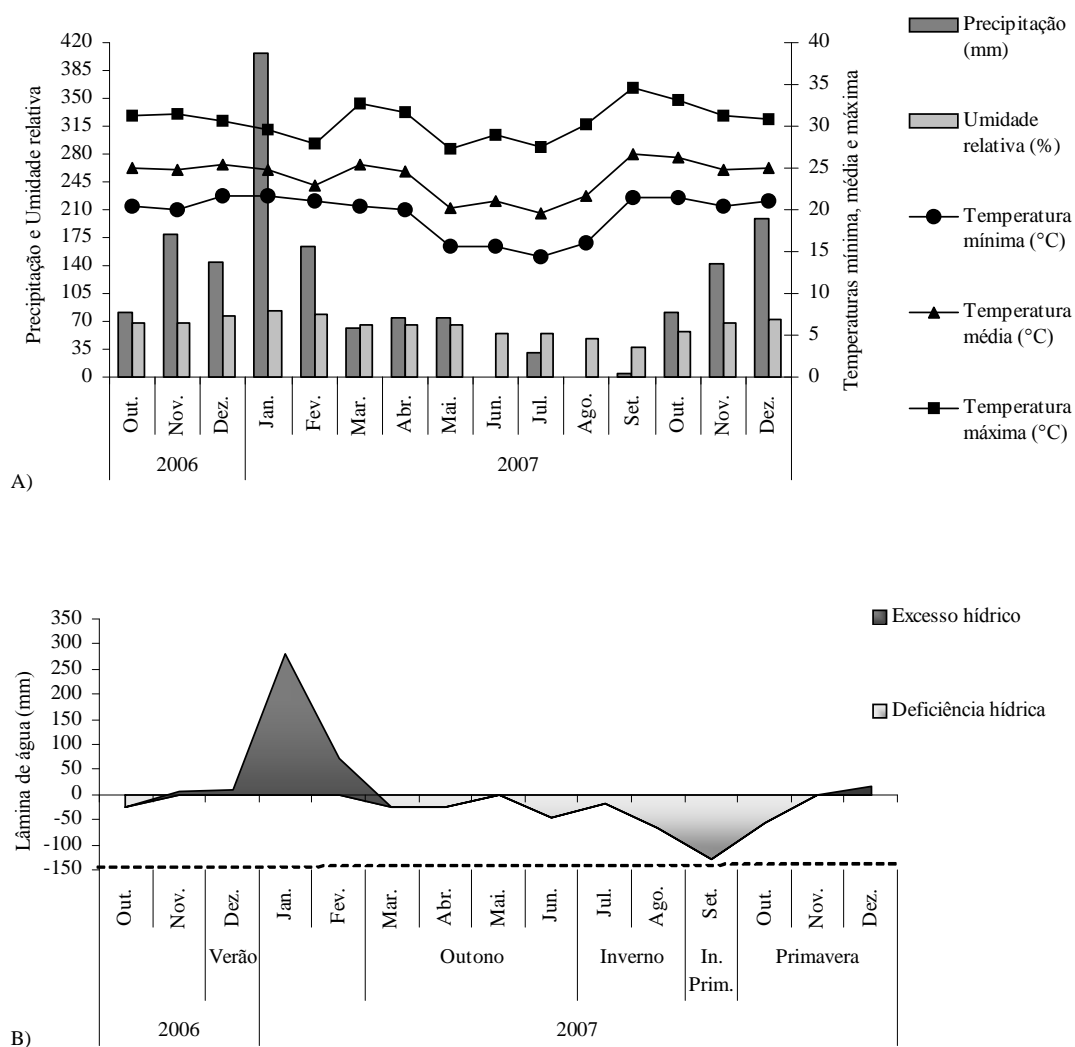 420
385
350
315
280
245
210
175
140
105
70
35
0
Precipitação e Umidade relativa
40
35
30
25
20
15
10
5
0
Temperaturas mínima, média e máxima
Out.
Nov.
Dez.
Jan.
Fev.
Mar.
Abr.
Mai.
Jun.
Jul.
Ago.
Set.
Out.
Nov.
Dez.
2006
2007
A)
Precipitação
(mm)
Umidade
relativa (%)
Temperatura
mínima (°C)
Temperatura
média (°C)
Temperatura
máxima (°C)
350
300
250
200
150
100
50
0
-50
-100
-150
Lâmina de água (mm)
Excesso hídrico
Deficiência hídrica
Out.
Nov.
Dez.
Jan.
Fev.
Mar.
Abr.
Mai.
Jun.
Jul.
Ago.
Set.
Out.
Nov.
Dez.
Verão
Outono
Inverno
In.
Prim.
Primavera
2006
2007
B)